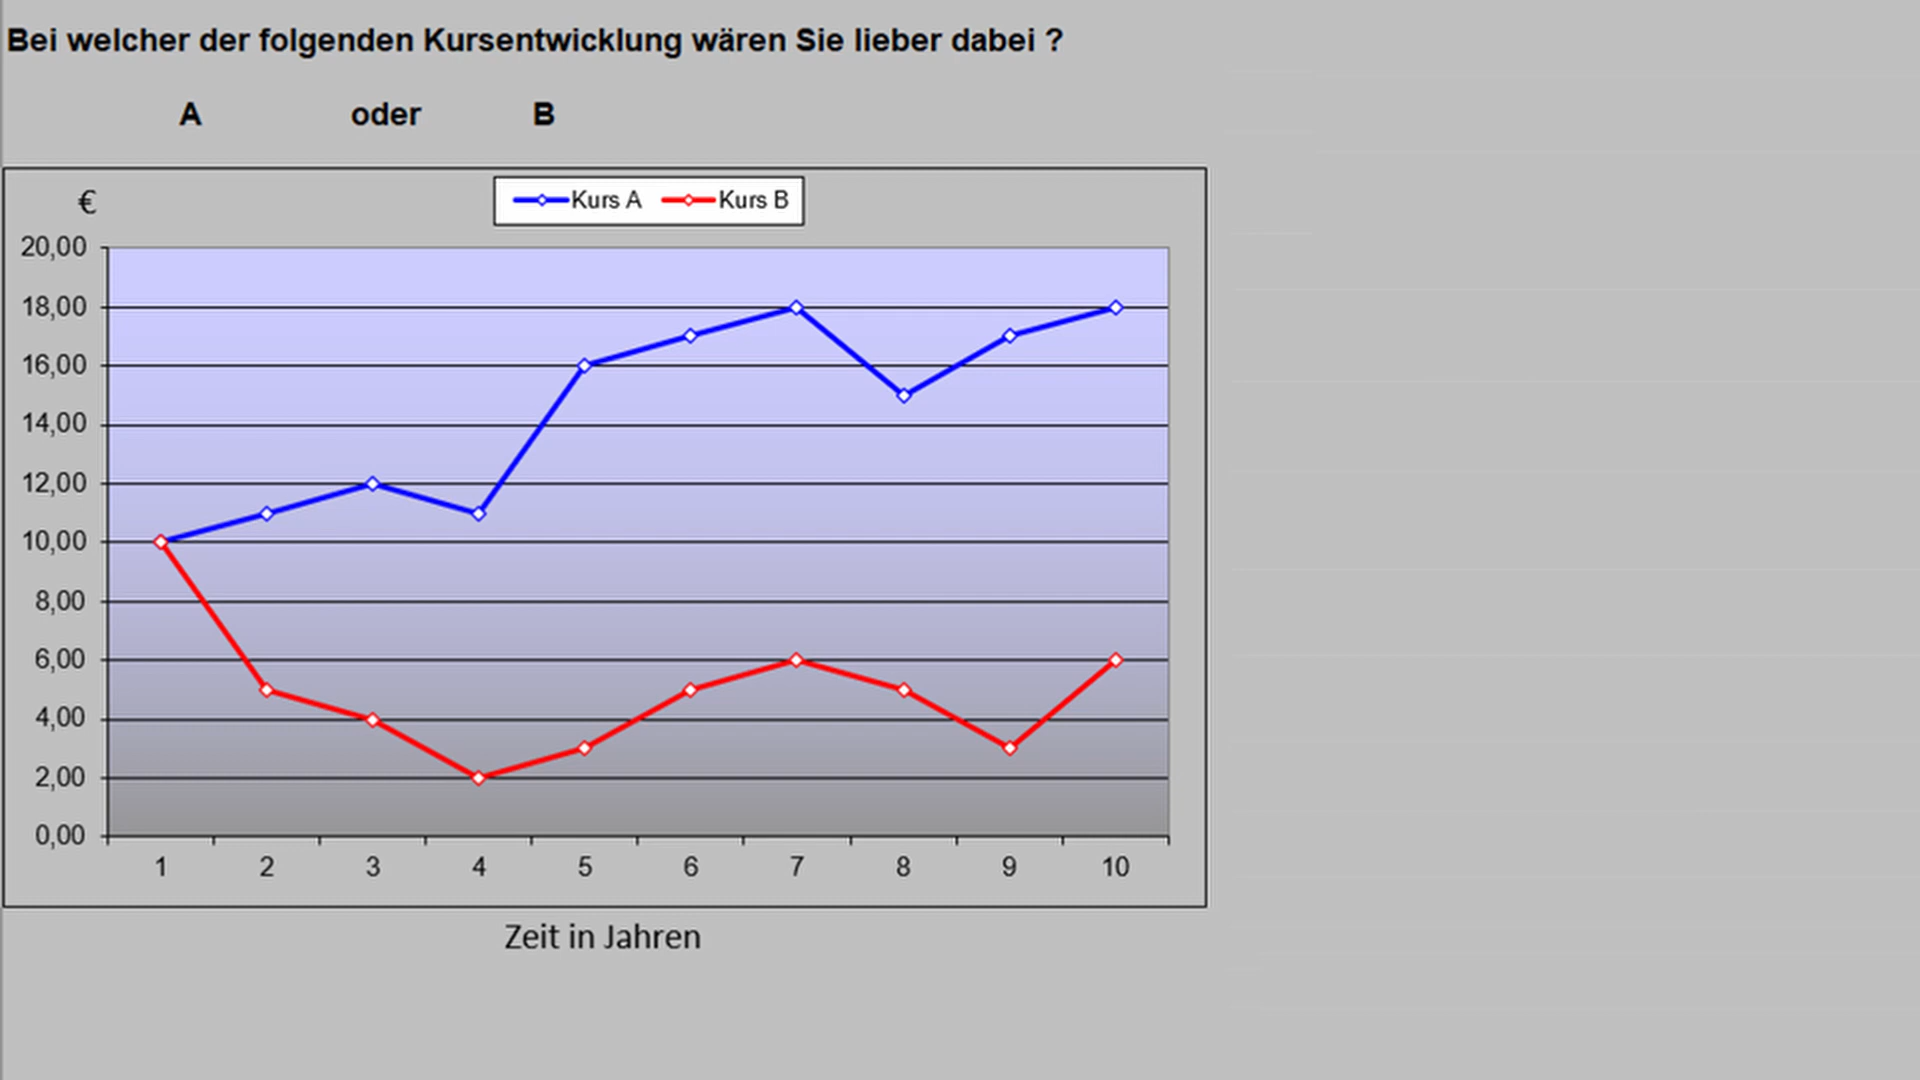 Bei welcher der folgenden Kursentwicklung wären Sie lieber dabei ?
A oder B
€
Kurs A Kurs B
20,00
18,00
16,00
14,00
12,00
10,00
8,00
6,00
4,00
2,00
0,00
1 2 3 4 5 6 7 8 9 10
Zeit in Jahren